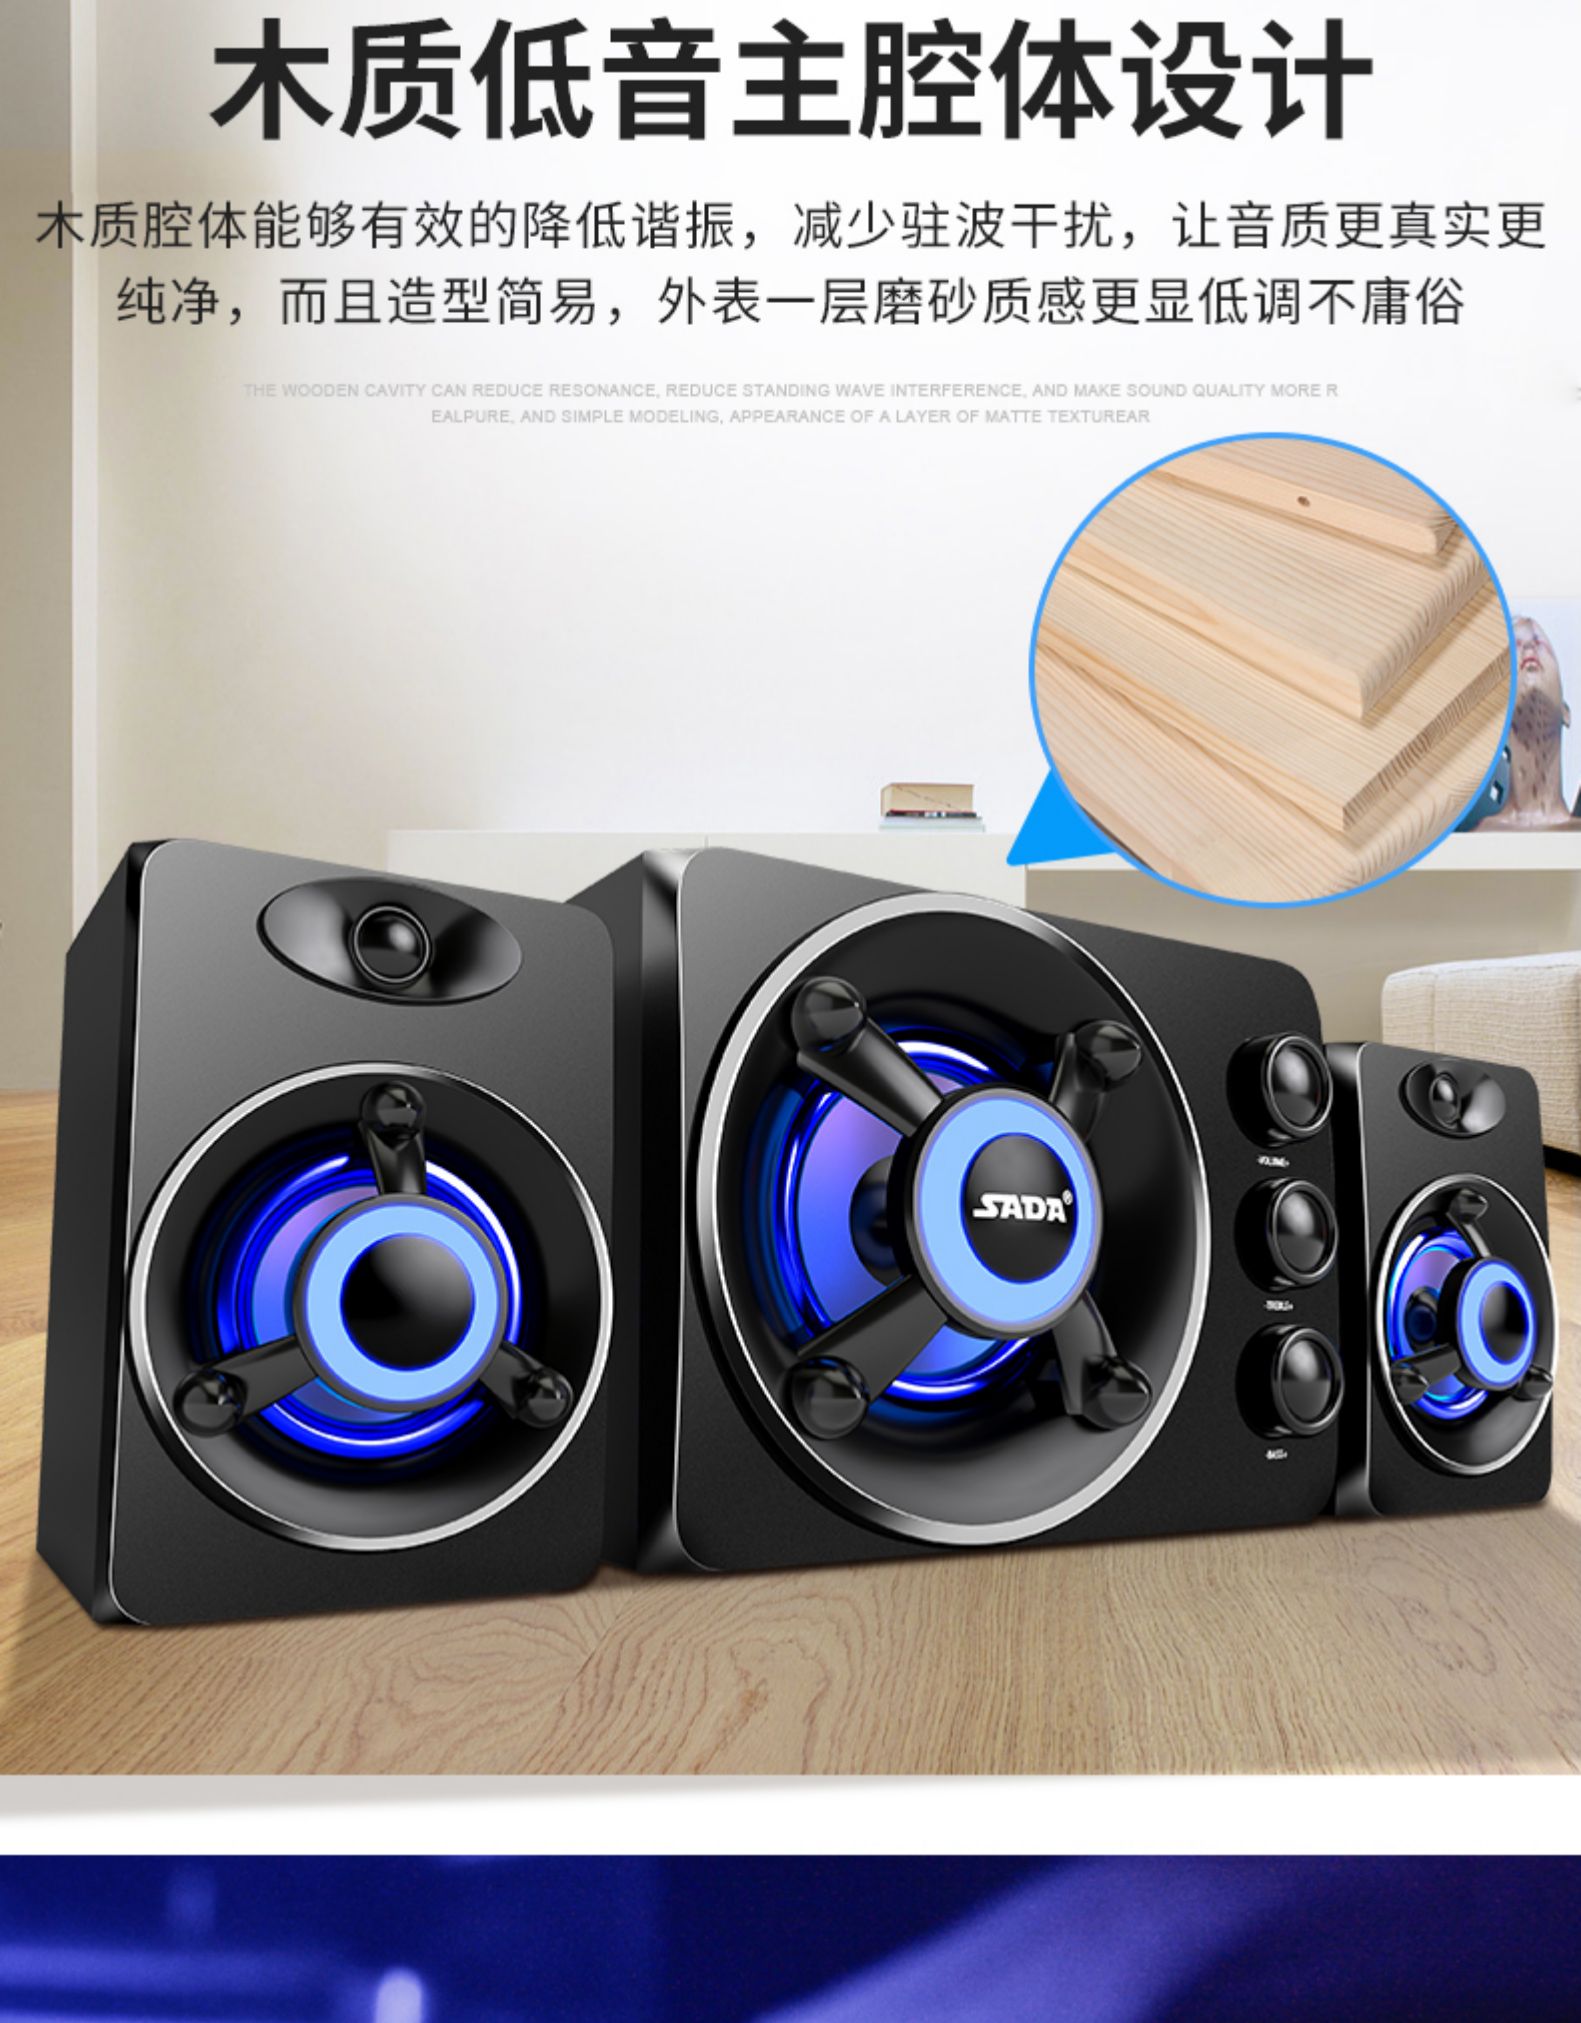 木质低音主腔体设计
木质腔体能够有效的降低谐振，减少驻波干扰，让音质更真实更
纯净，而且造型简易，外表一层磨砂质感更显低调不庸俗
THE WOODEN CAVITY CAN REDUCE RESONANCE, REDUCE STANDING WAVE INTERFERENCE, AND MAKE SOUND QUALITY MORE R
EALPURE, AND SIMPLE MODELING, APPEARANCE OF A LAYER OF MATTE TEXTUREAR
SADA®
-VOLUME+
-BASS+